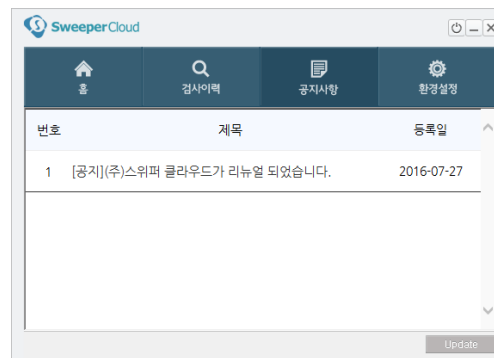 SweeperCloud
홈
검사이력
공지사항
환경설정
번호 제목 등록일
1 [공지](주)스위퍼 클라우드가 리뉴얼 되었습니다. 2016-07-27
Update